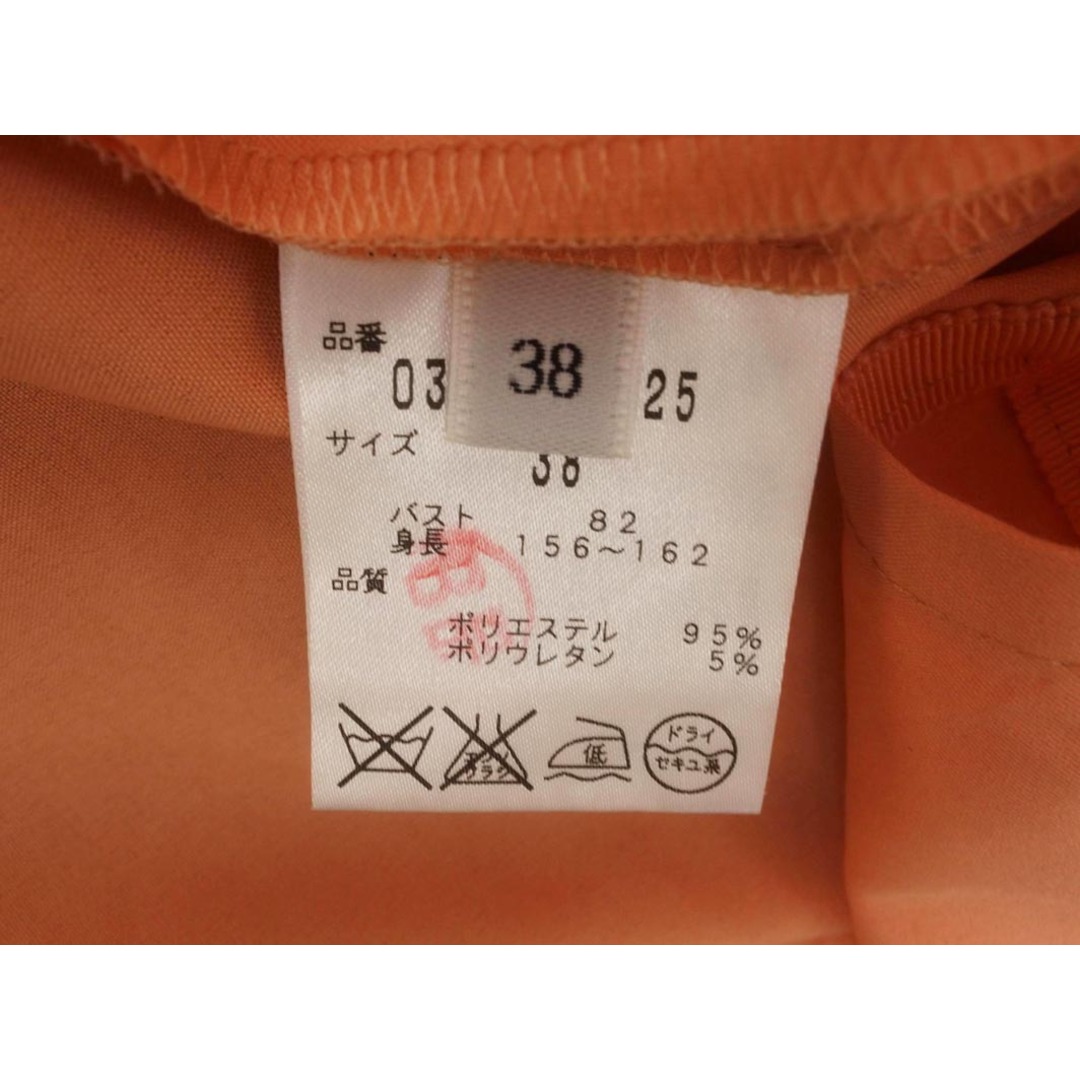 品番
03 38 25
サイズ
38
バスト 82
身長 156～162
品質
ポリエステル 95%
ポリウレタン 5%
低
ドライ
セキユ系